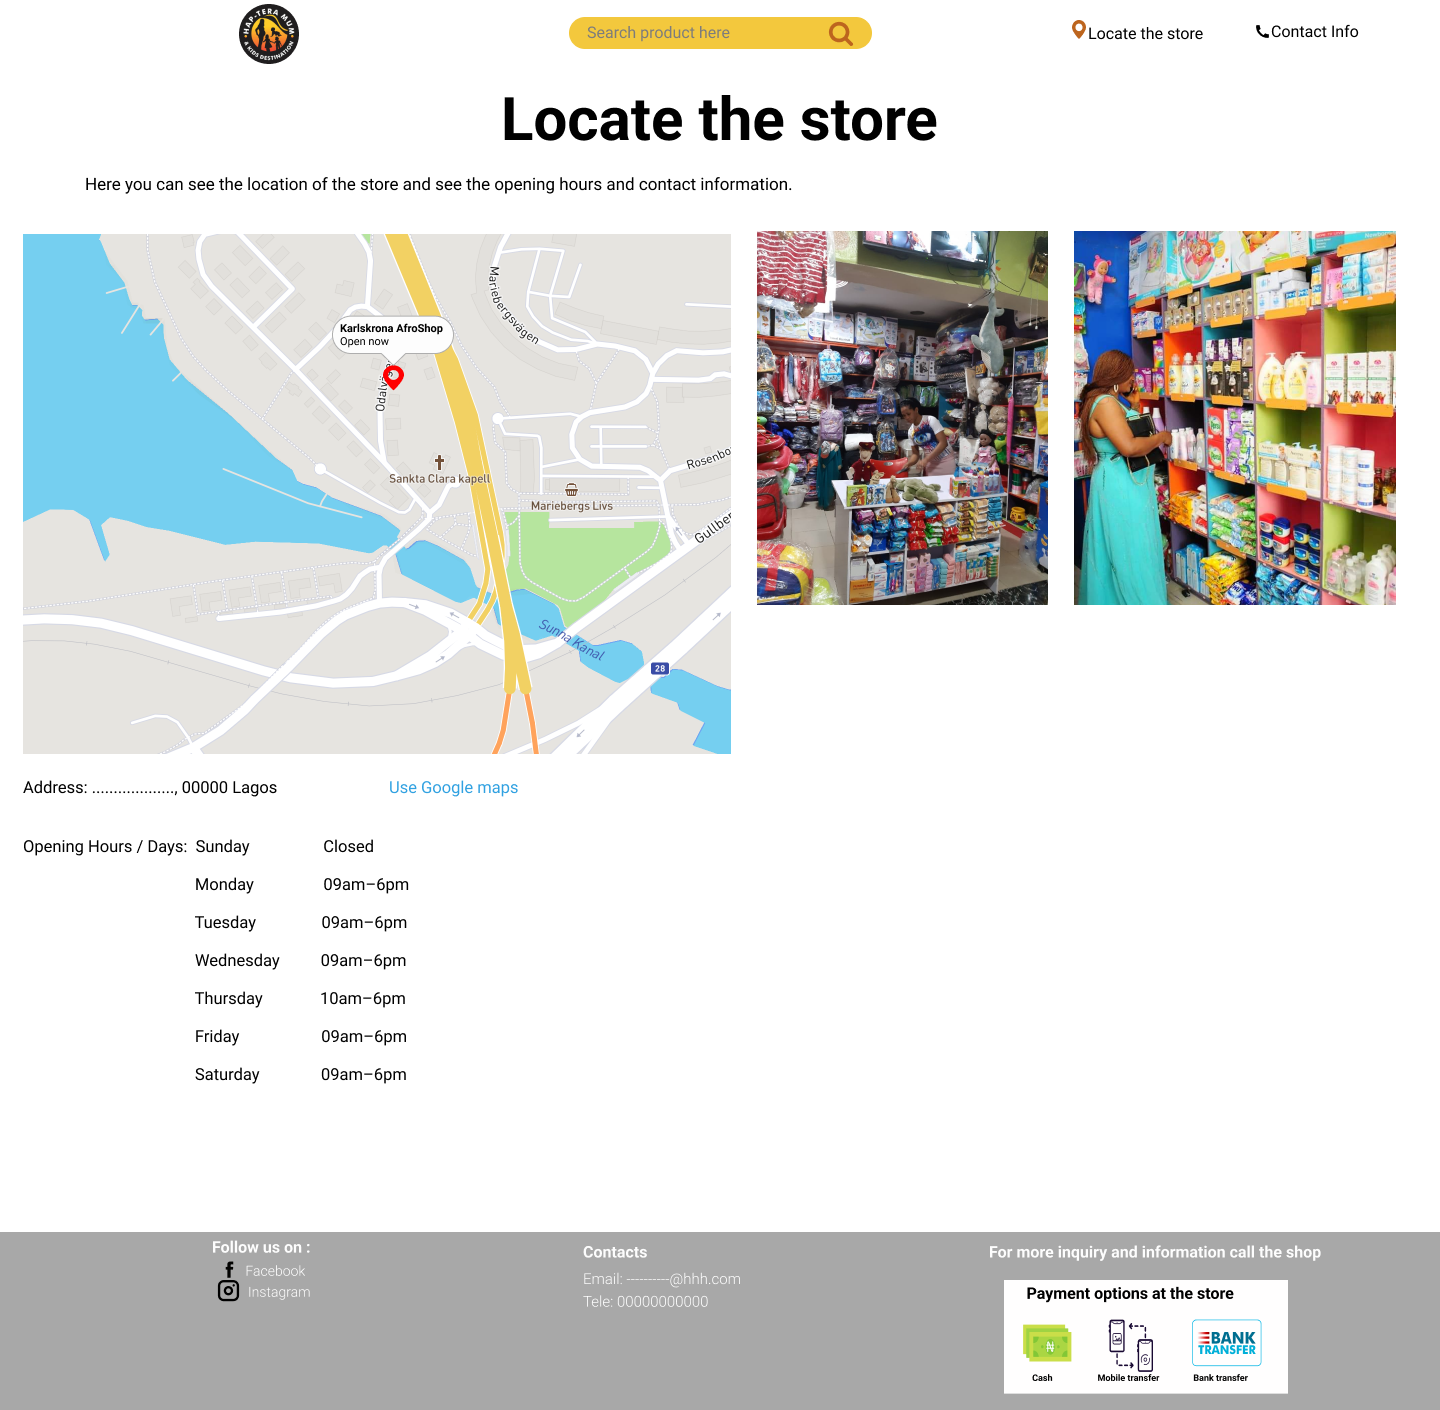 HAP-TERA MUM
& KIDS DESTINATION
Search product here
Locate the store
Contact Info
Locate the store
Here you can see the location of the store and see the opening hours and contact information.
Mariebergsvägen
Karlskrona AfroShop
Open now
Sankta Clara kapell
Mariebergs Livs
Sunna Kanal
28
Address: ..................., 00000 Lagos
Use Google maps
Opening Hours / Days: Sunday Closed
Monday 09am–6pm
Tuesday 09am–6pm
Wednesday 09am–6pm
Thursday 10am–6pm
Friday 09am–6pm
Saturday 09am–6pm
Follow us on :
Facebook
Instagram
Contacts
Email: ----------@hhh.com
Tele: 00000000000
For more inquiry and information call the shop
Payment options at the store
BANK
TRANSFER
Cash
Mobile transfer
Bank transfer